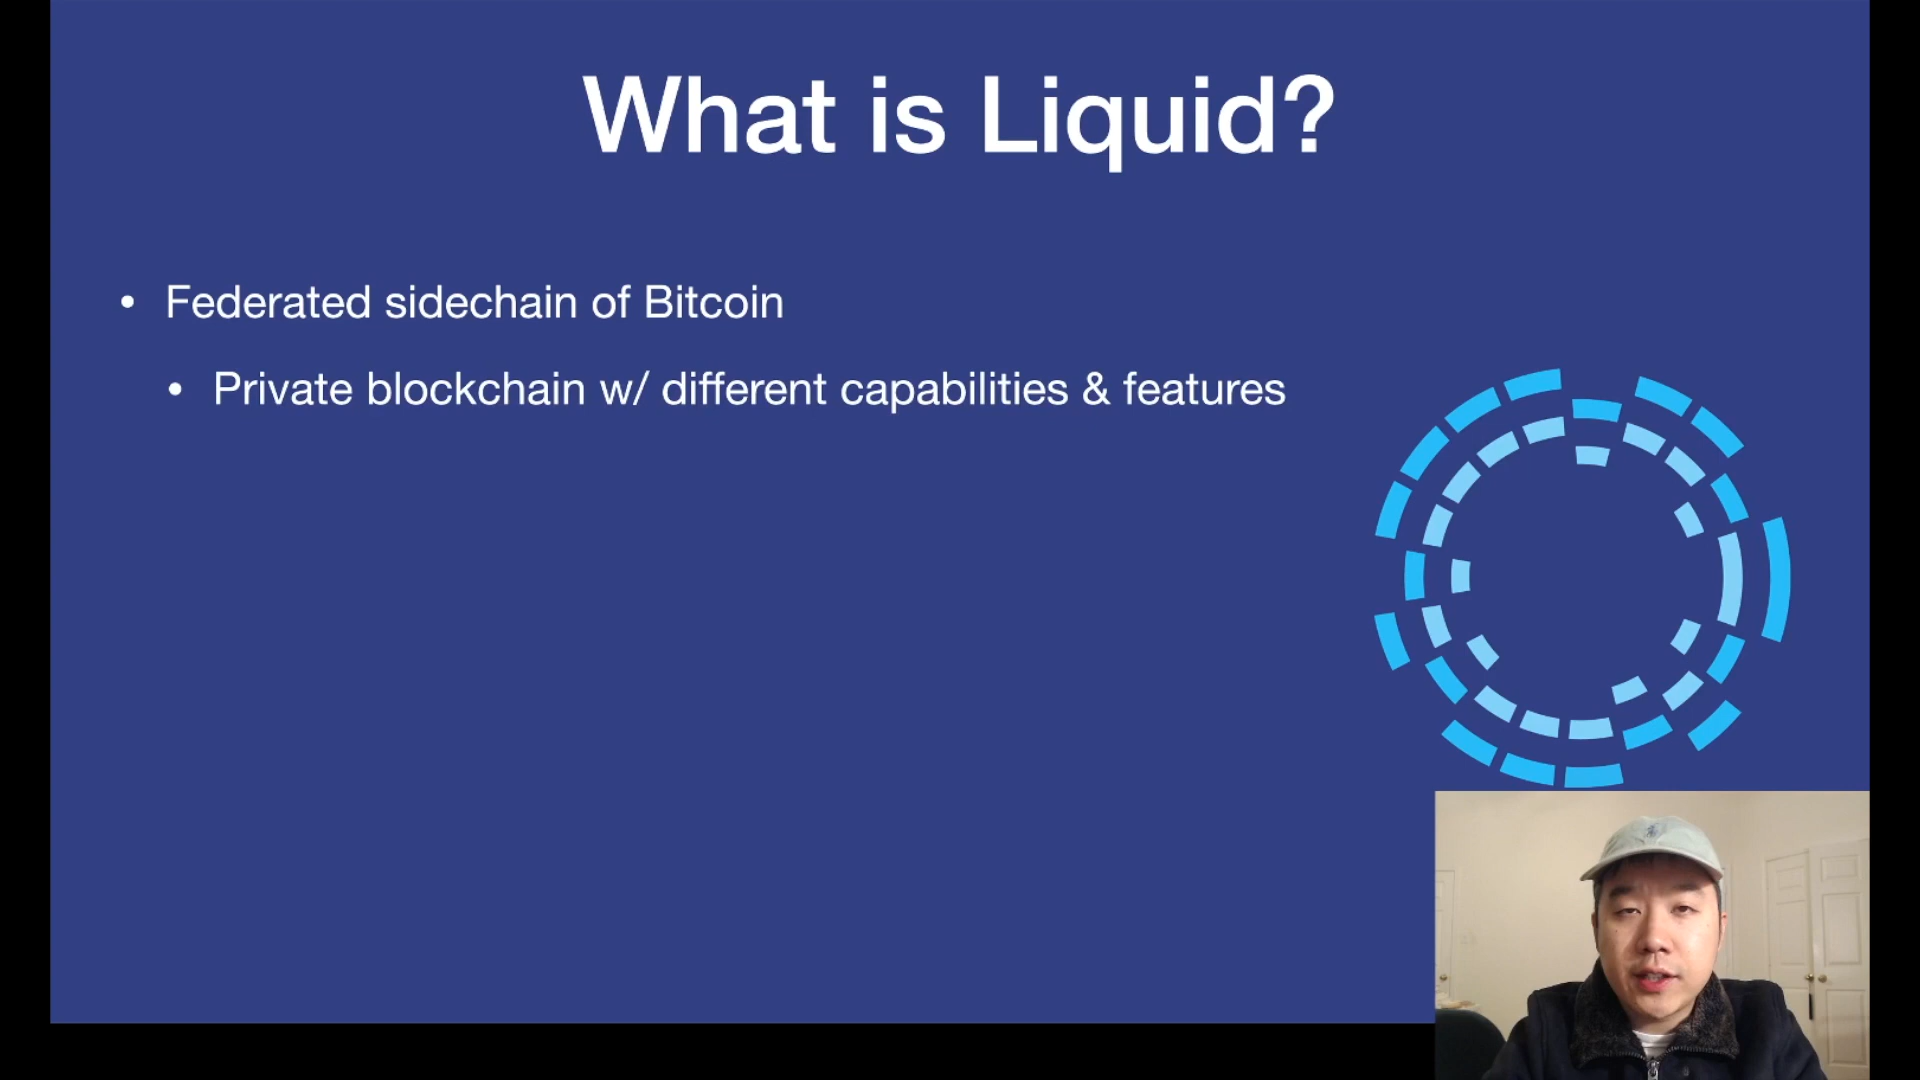 What is Liquid?
• Federated sidechain of Bitcoin
• Private blockchain w/ different capabilities & features